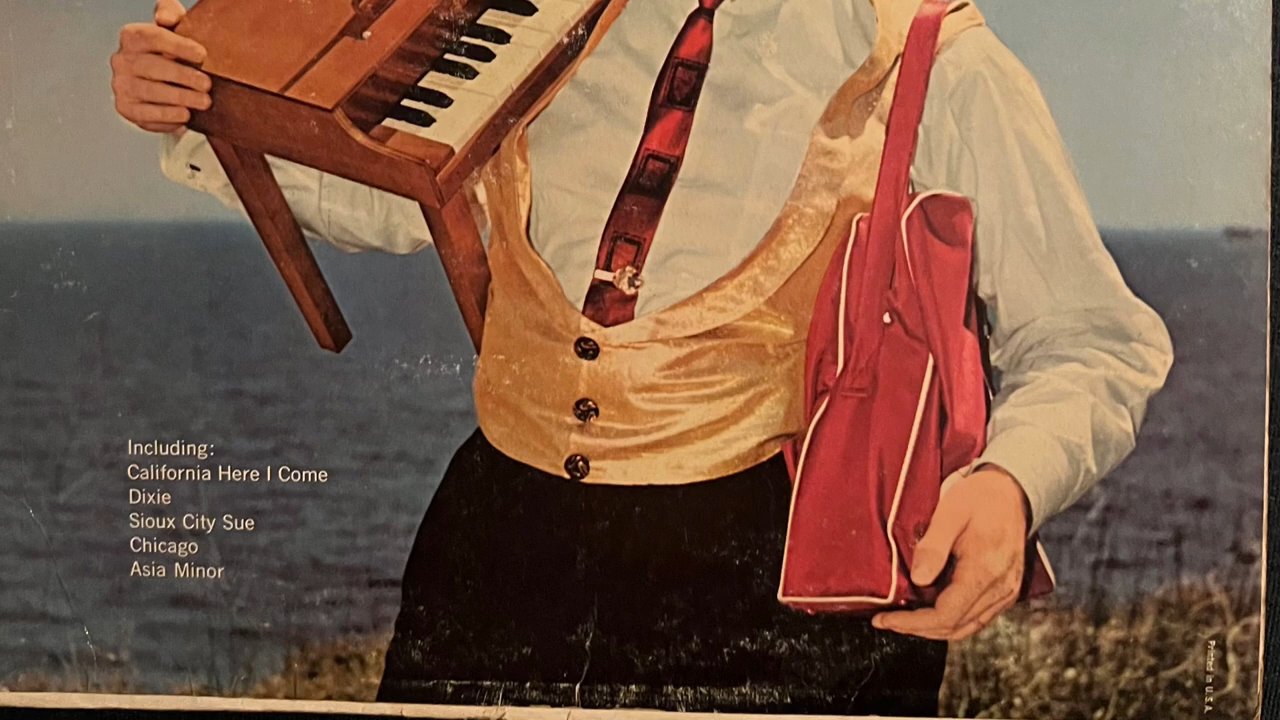 Including:
California Here I Come
Dixie
Sioux City Sue
Chicago
Asia Minor
Printed in U.S.A.